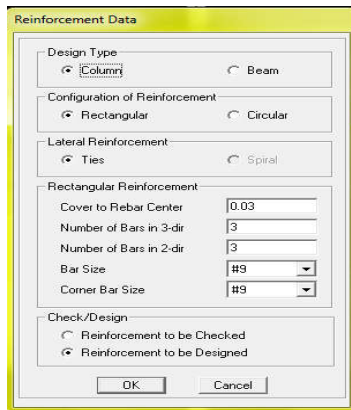 Reinforcement Data
Design Type
Column Beam
Configuration of Reinforcement
Rectangular Circular
Lateral Reinforcement
Ties Spiral
Rectangular Reinforcement
Cover to Rebar Center 0.03
Number of Bars in 3-dir 3
Number of Bars in 2-dir 3
Bar Size #9
Corner Bar Size #9
Check/Design
Reinforcement to be Checked
Reinforcement to be Designed
OK Cancel